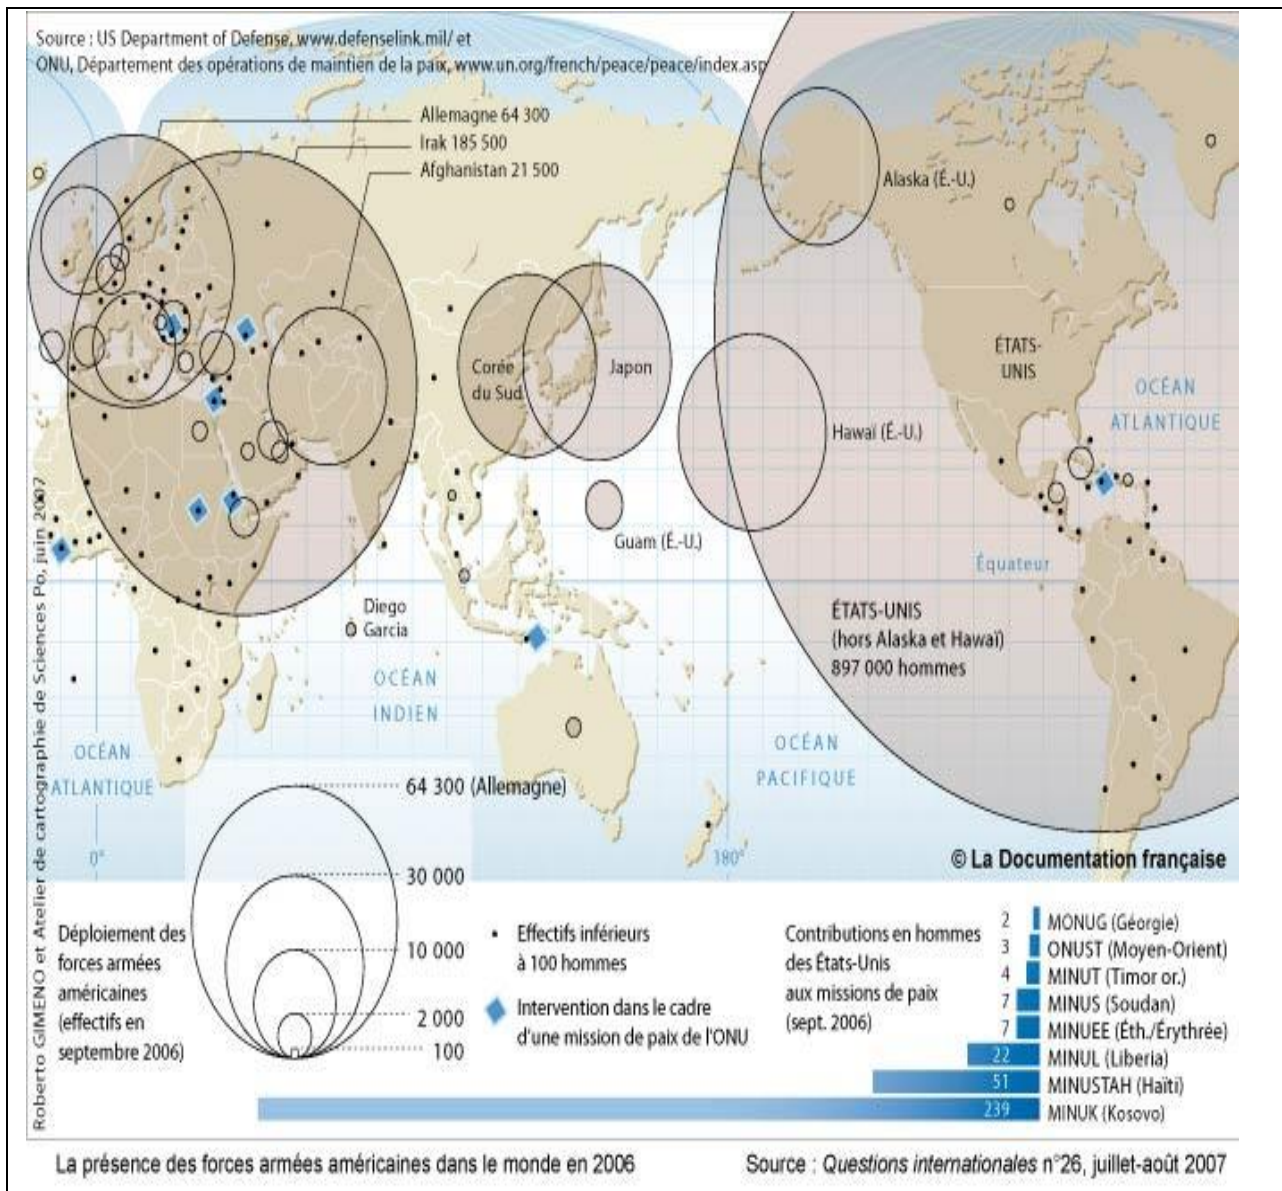 Source : US Department of Defense, www.defenselink.mil/ et
ONU, Département des opérations de maintien de la paix, www.un.org/french/peace/peace/index.asp
Allemagne 64 300
Irak 185 500
Afghanistan 21 500
Alaska (É.-U.)
ÉTATS-
UNIS
OCÉAN
ATLANTIQUE
Corée
du Sud
Japon
Hawaï (É.-U.)
Guam (É.-U.)
Équateur
Diego
Garcia
ÉTATS-UNIS
(hors Alaska et Hawaï)
897 000 hommes
OCÉAN
INDIEN
OCÉAN
ATLANTIQUE
OCÉAN
PACIFIQUE
0°
180°
© La Documentation française
Roberto GIMENO et Atelier de cartographie de Sciences Po, juin 2007
Déploiement des
forces armées
américaines
(effectifs en
septembre 2006)
64 300 (Allemagne)
30 000
10 000
2 000
100
Effectifs inférieurs
à 100 hommes
Intervention dans le cadre
d'une mission de paix de l'ONU
Contributions en hommes
des États-Unis
aux missions de paix
(sept. 2006)
2 MONUG (Géorgie)
3 ONUST (Moyen-Orient)
4 MINUT (Timor or.)
7 MINUS (Soudan)
7 MINUEE (Éth./Érythrée)
22 MINUL (Liberia)
51 MINUSTAH (Haïti)
239 MINUK (Kosovo)
La présence des forces armées américaines dans le monde en 2006
Source : Questions internationales n°26, juillet-août 2007